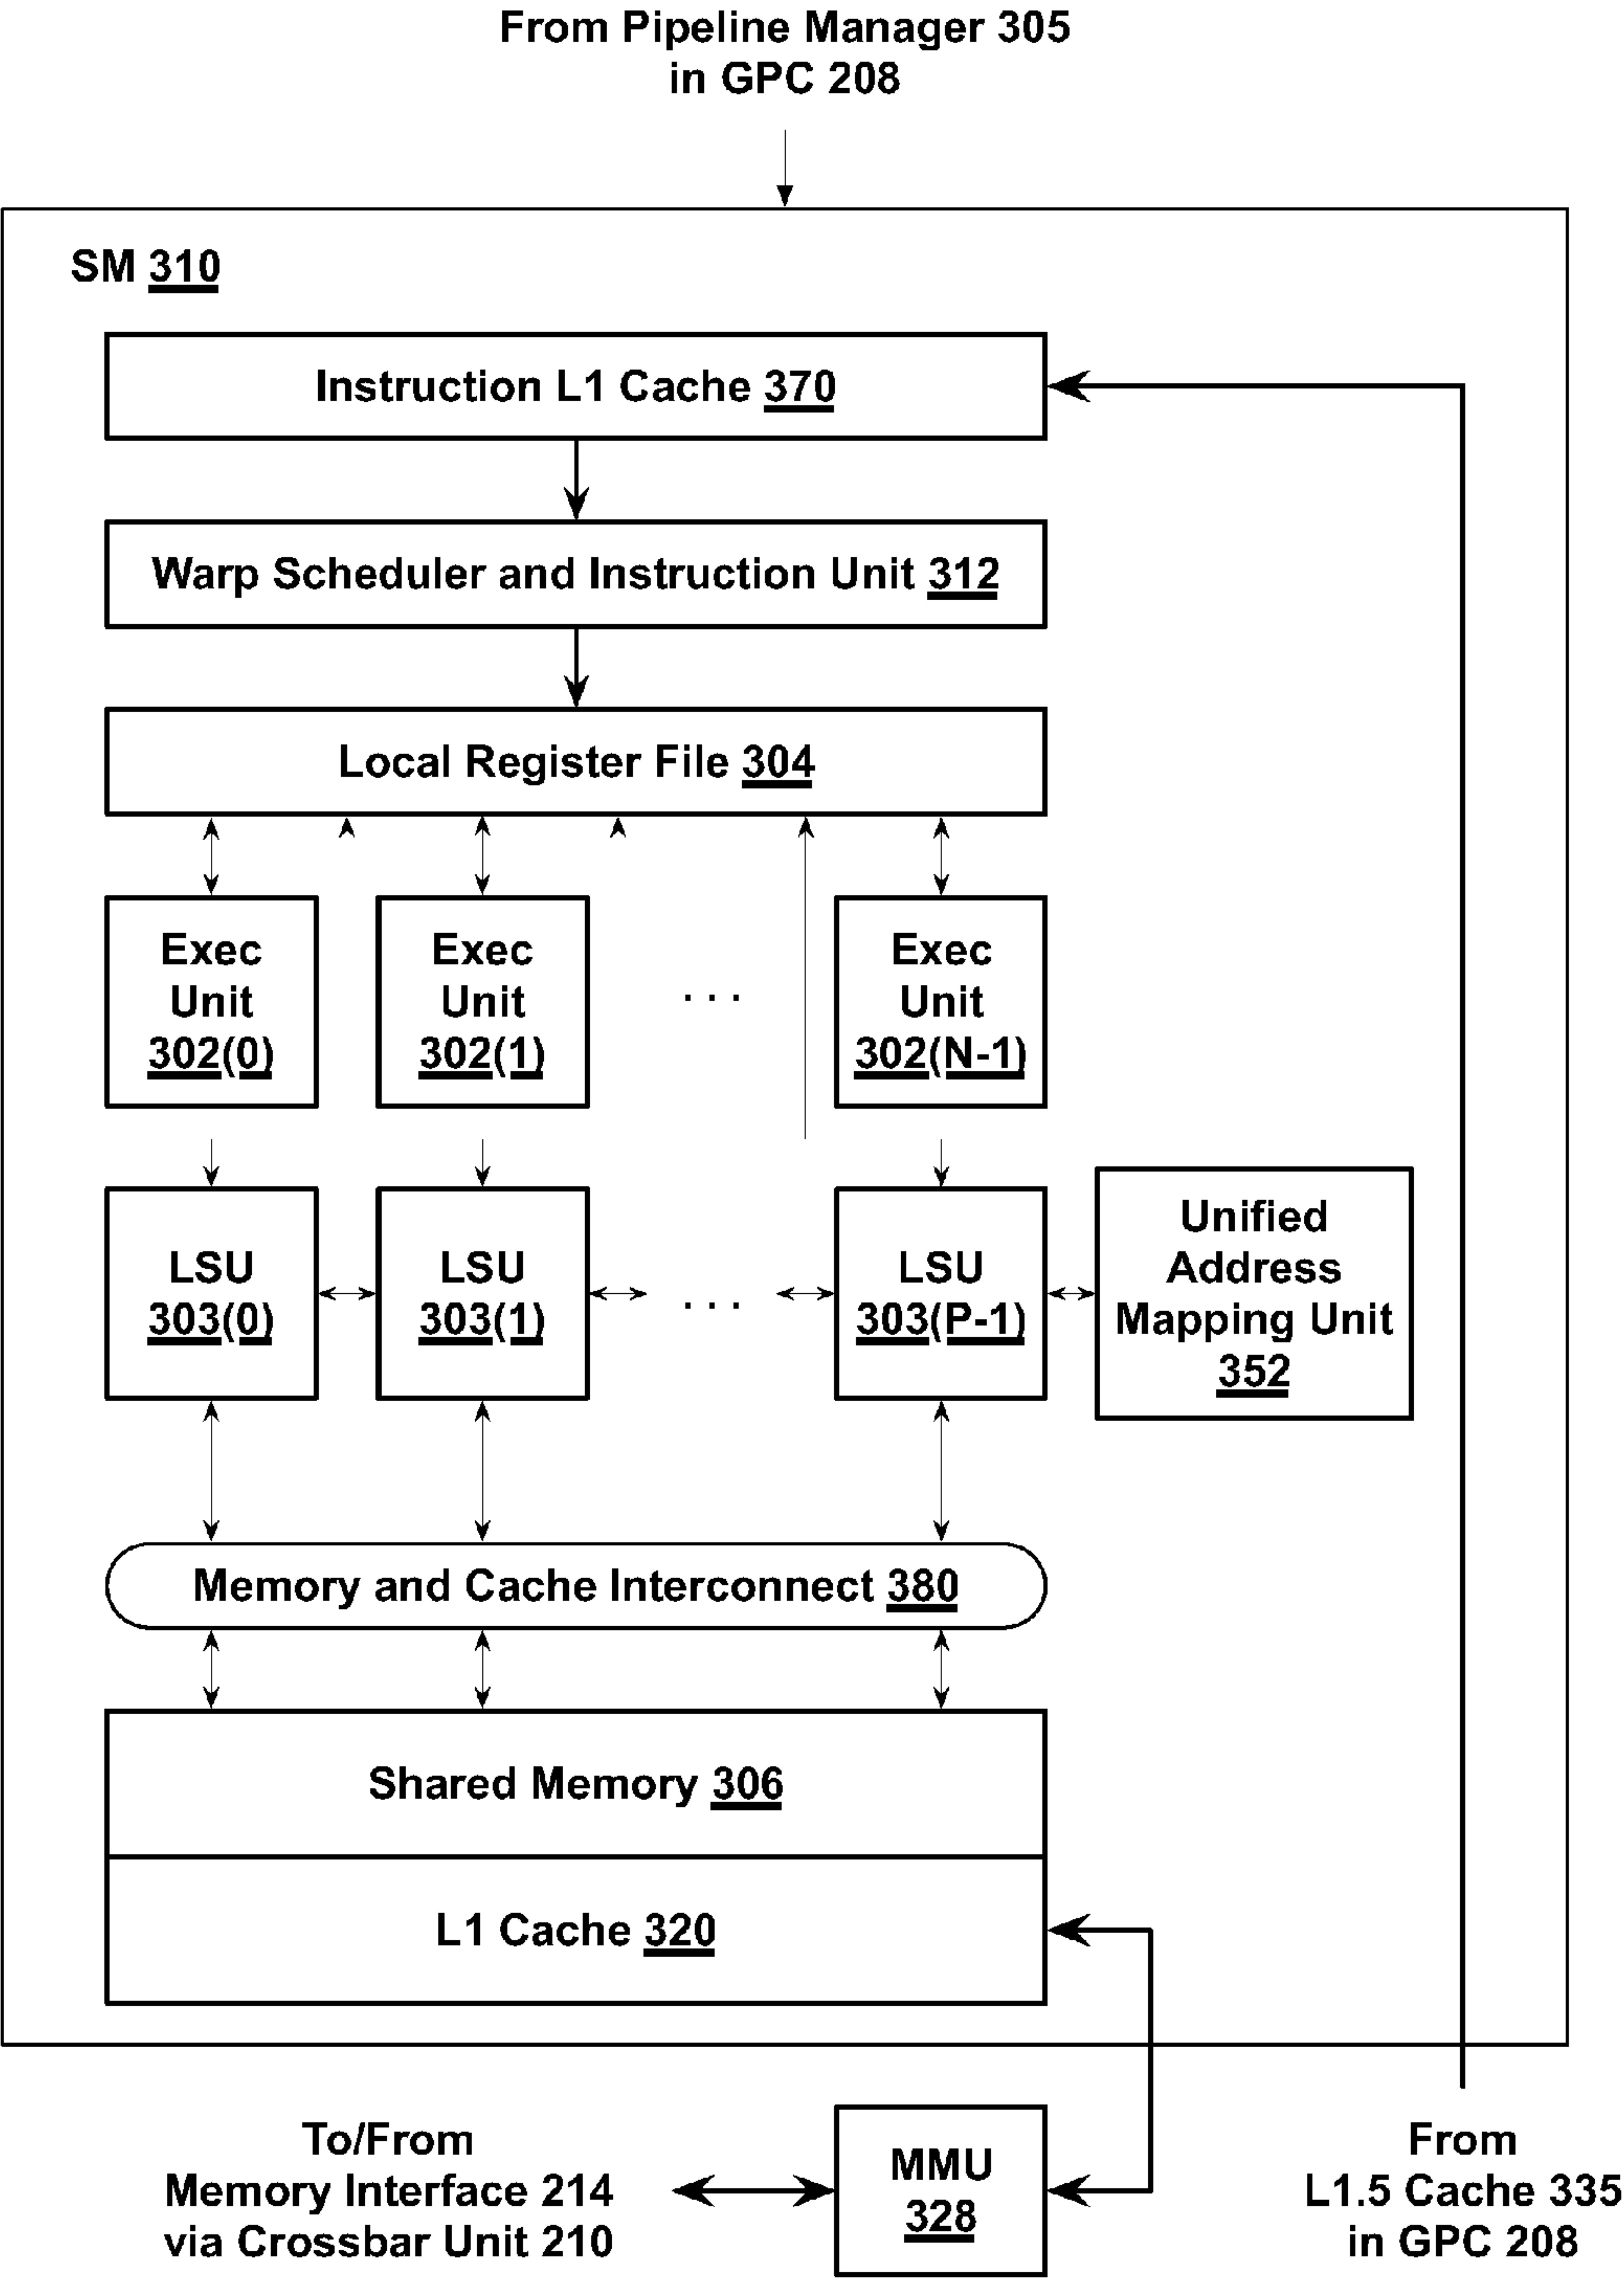 From Pipeline Manager 305
in GPC 208
SM 310
Instruction L1 Cache 370
Warp Scheduler and Instruction Unit 312
Local Register File 304
Exec
Unit
302(0)
Exec
Unit
302(1)
. . .
Exec
Unit
302(N-1)
LSU
303(0)
LSU
303(1)
. . .
LSU
303(P-1)
Unified
Address
Mapping Unit
352
Memory and Cache Interconnect 380
Shared Memory 306
L1 Cache 320
To/From
Memory Interface 214
via Crossbar Unit 210
MMU
328
From
L1.5 Cache 335
in GPC 208